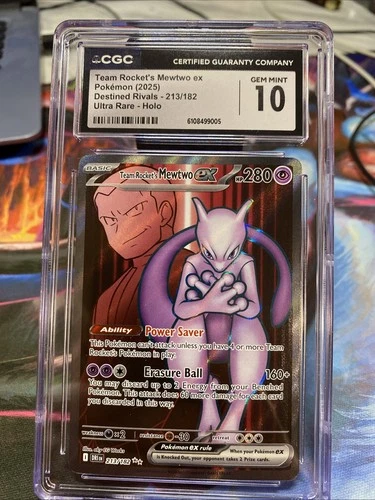 CGC
CERTIFIED GUARANTY COMPANY
Team Rocket's Mewtwo ex
Pokémon (2025)
Destined Rivals - 213/182
Ultra Rare - Holo
GEM MINT
10
6108499005
BASIC
Team Rocket's Mewtwo ex HP 280
Ability Power Saver
This Pokémon can't attack unless you have 4 or more Team
Rocket's Pokémon in play.
Erasure Ball 160+
You may discard up to 2 Energy from your Benched
Pokémon. This attack does 60 more damage for each card
you discarded in this way.
weakness ×2 resistance -30 retreat
Pokémon ex rule
When your Pokémon ex
is Knocked Out, your opponent takes 2 Prize cards.
213/182